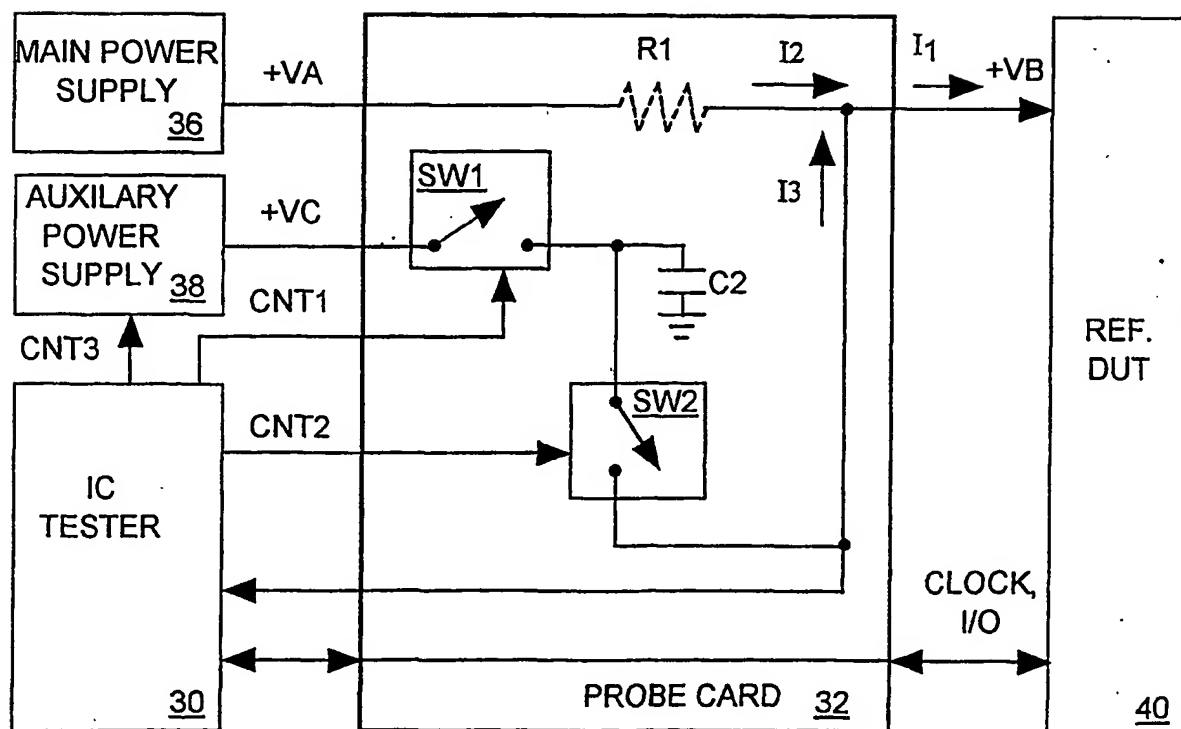 MAIN POWER
SUPPLY
36
+VA
R1
I2
I1
+VB
AUXILARY
POWER
SUPPLY
38
+VC
SW1
I3
C2
CNT1
CNT3
REF.
DUT
SW2
CNT2
IC
TESTER
CLOCK,
I/O
30
PROBE CARD
32
40